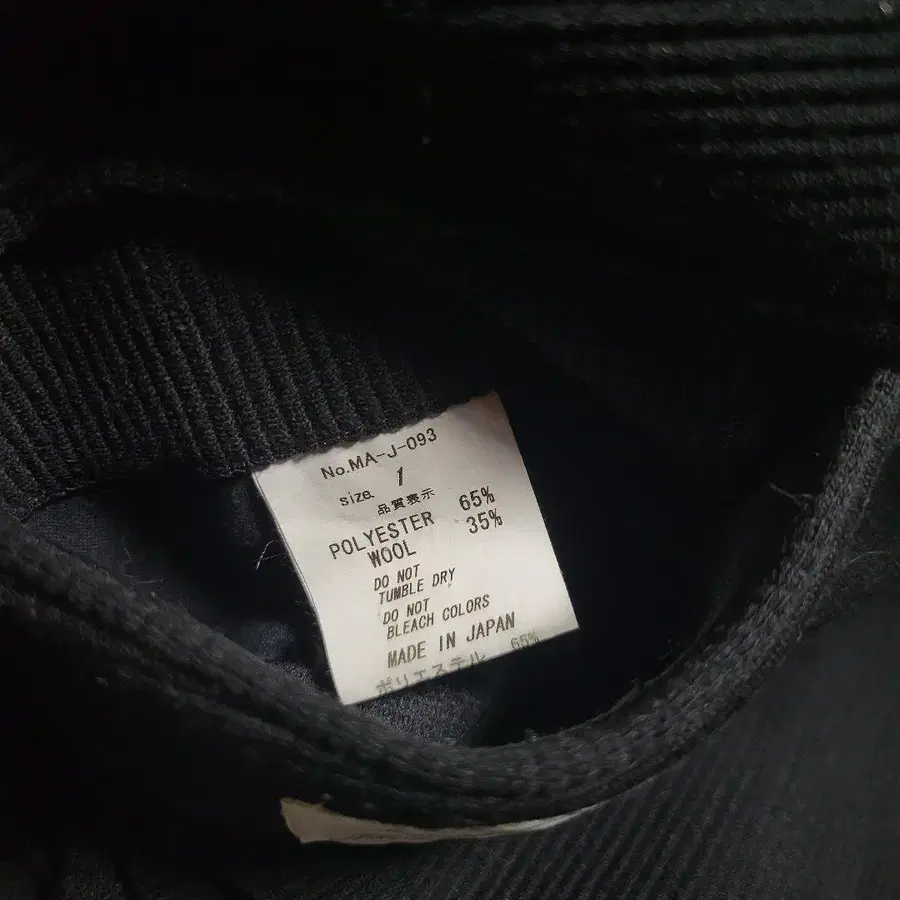 No.MA-J-093
size. 1
品質表示
POLYESTER 65%
WOOL 35%
DO NOT
TUMBLE DRY
DO NOT
BLEACH COLORS
MADE IN JAPAN
ポリエステル 65%